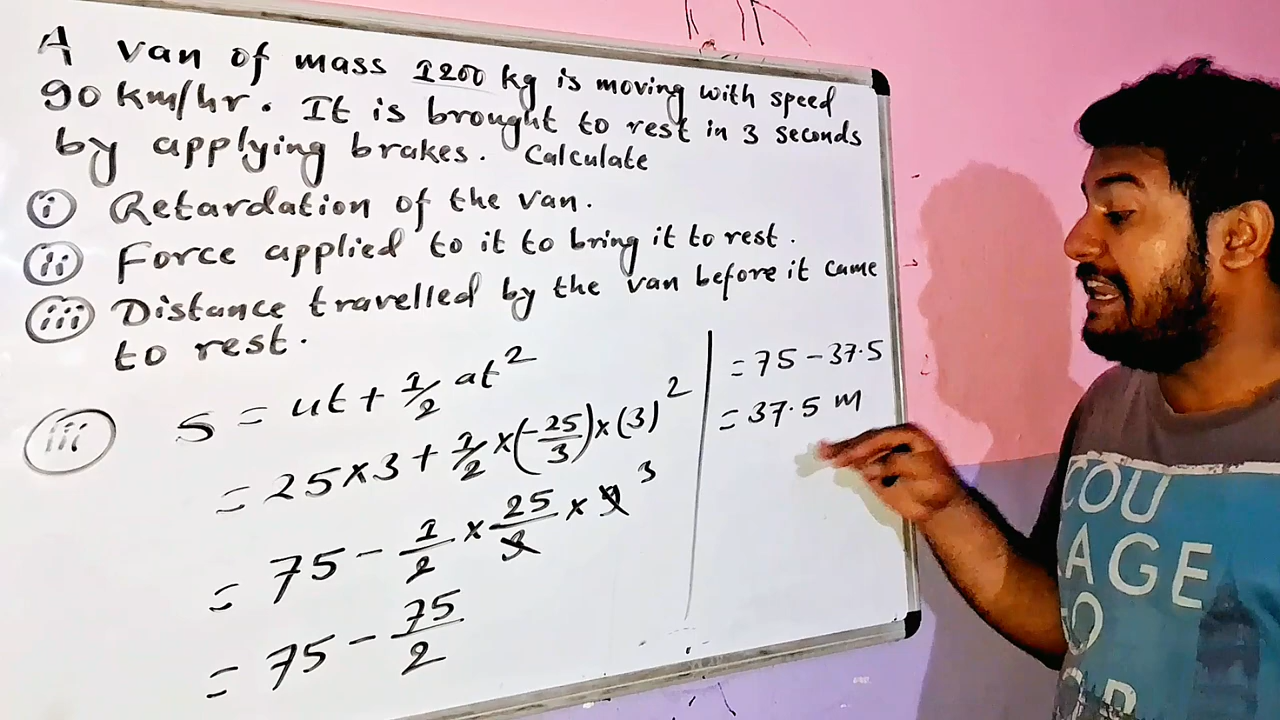 A van of mass 1200 kg is moving with speed
90 km/hr. It is brought to rest in 3 seconds
by applying brakes. Calculate
(i) Retardation of the van.
(ii) Force applied to it to bring it to rest.
(iii) Distance travelled by the van before it came
to rest.
(iii) S = ut + 1/2 at²
= 25×3 + 1/2 × (-25/3) × (3)²
= 75 - 1/2 × 25/3 × 9 3
= 75 - 75/2
= 75 - 37.5
= 37.5 m
COU
AGE
TO